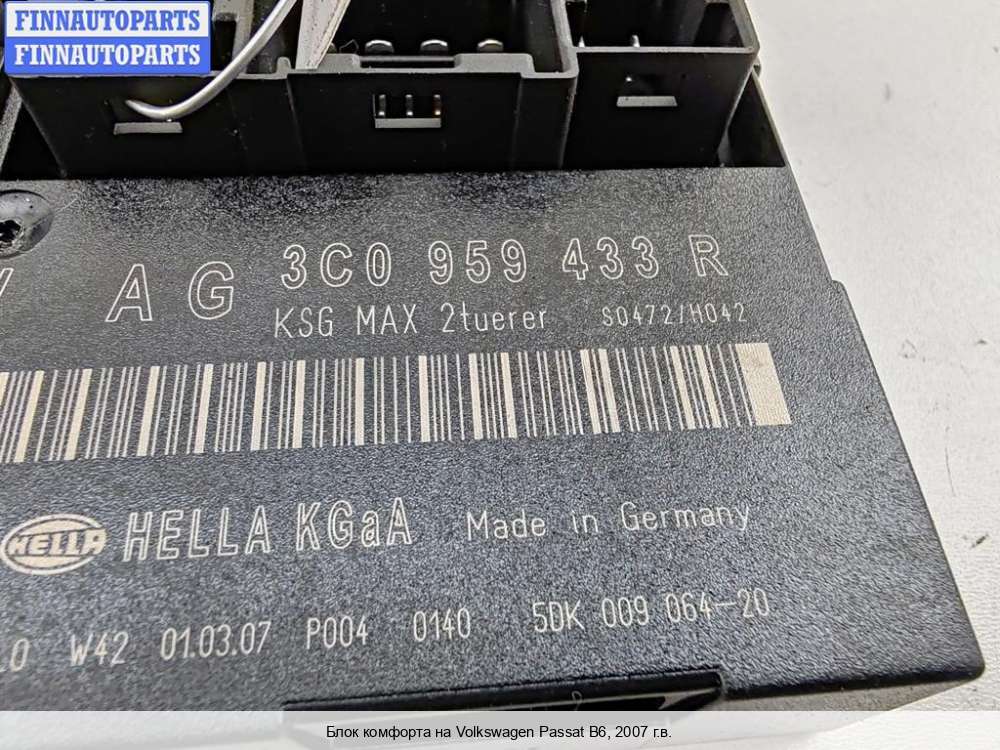 FINNAUTOPARTS
FINNAUTOPARTS
AG 3C0 959 433 R
KSG MAX 2tuerer S0472/H042
HELLA HELLA KGaA Made in Germany
W42 01.03.07 P004 0140 5DK 009 064-20
Блок комфорта на Volkswagen Passat B6, 2007 г.в.